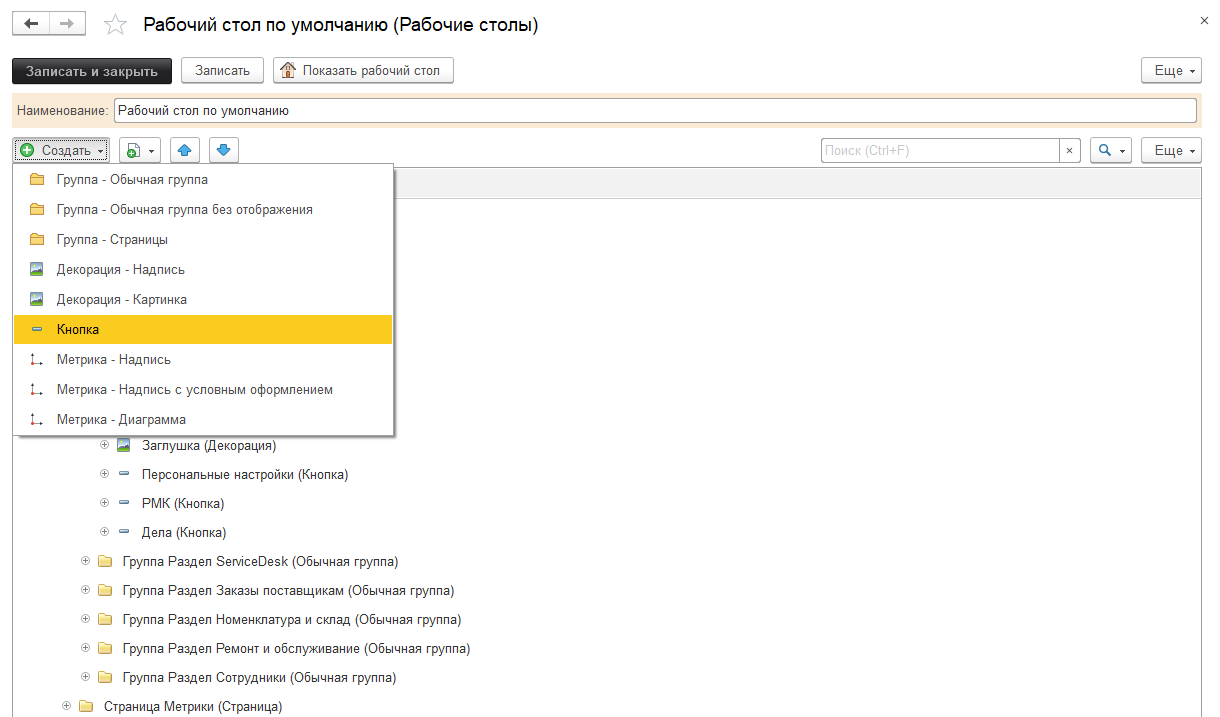 Рабочий стол по умолчанию (Рабочие столы)
Записать и закрыть Записать Показать рабочий стол Еще
Наименование: Рабочий стол по умолчанию
Создать Поиск (Ctrl+F) × Еще
Группа - Обычная группа
Группа - Обычная группа без отображения
Группа - Страницы
Декорация - Надпись
Декорация - Картинка
Кнопка
Метрика - Надпись
Метрика - Надпись с условным оформлением
Метрика - Диаграмма
Заглушка (Декорация)
Персональные настройки (Кнопка)
РМК (Кнопка)
Дела (Кнопка)
Группа Раздел ServiceDesk (Обычная группа)
Группа Раздел Заказы поставщикам (Обычная группа)
Группа Раздел Номенклатура и склад (Обычная группа)
Группа Раздел Ремонт и обслуживание (Обычная группа)
Группа Раздел Сотрудники (Обычная группа)
Страница Метрики (Страница)